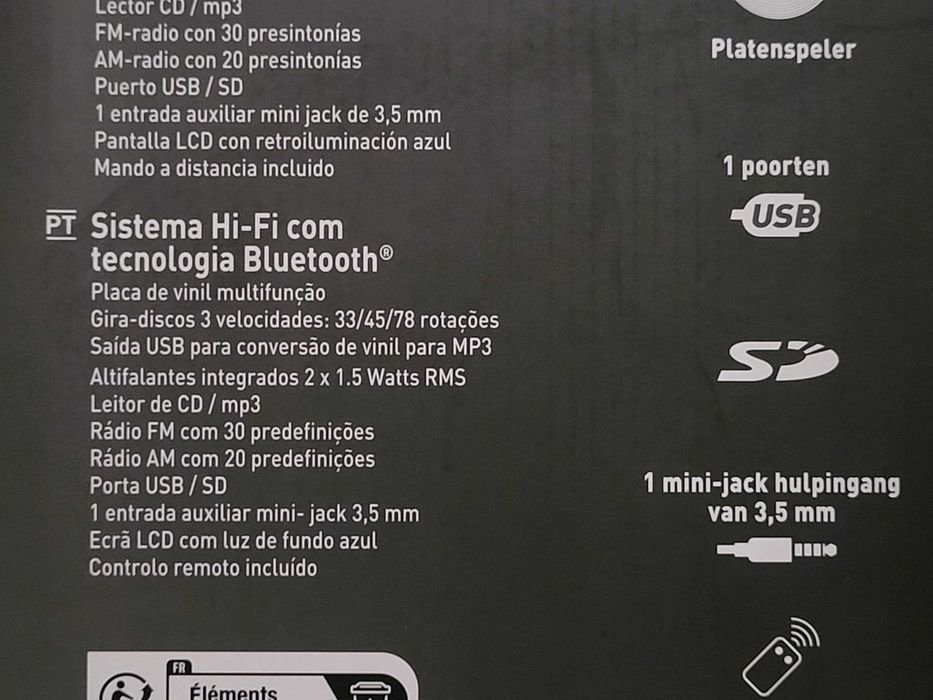 Lector CD / mp3
FM-radio con 30 presintonías
AM-radio con 20 presintonías
Puerto USB / SD
1 entrada auxiliar mini jack de 3,5 mm
Pantalla LCD con retroiluminación azul
Mando a distancia incluido
PT Sistema Hi-Fi com
tecnologia Bluetooth®
Placa de vinil multifunção
Gira-discos 3 velocidades: 33/45/78 rotações
Saída USB para conversão de vinil para MP3
Altifalantes integrados 2 x 1.5 Watts RMS
Leitor de CD / mp3
Rádio FM com 30 predefinições
Rádio AM com 20 predefinições
Porta USB / SD
1 entrada auxiliar mini- jack 3,5 mm
Ecrã LCD com luz de fundo azul
Controlo remoto incluído
FR
Éléments
Platenspeler
1 poorten
USB
SD
1 mini-jack hulpingang
van 3,5 mm